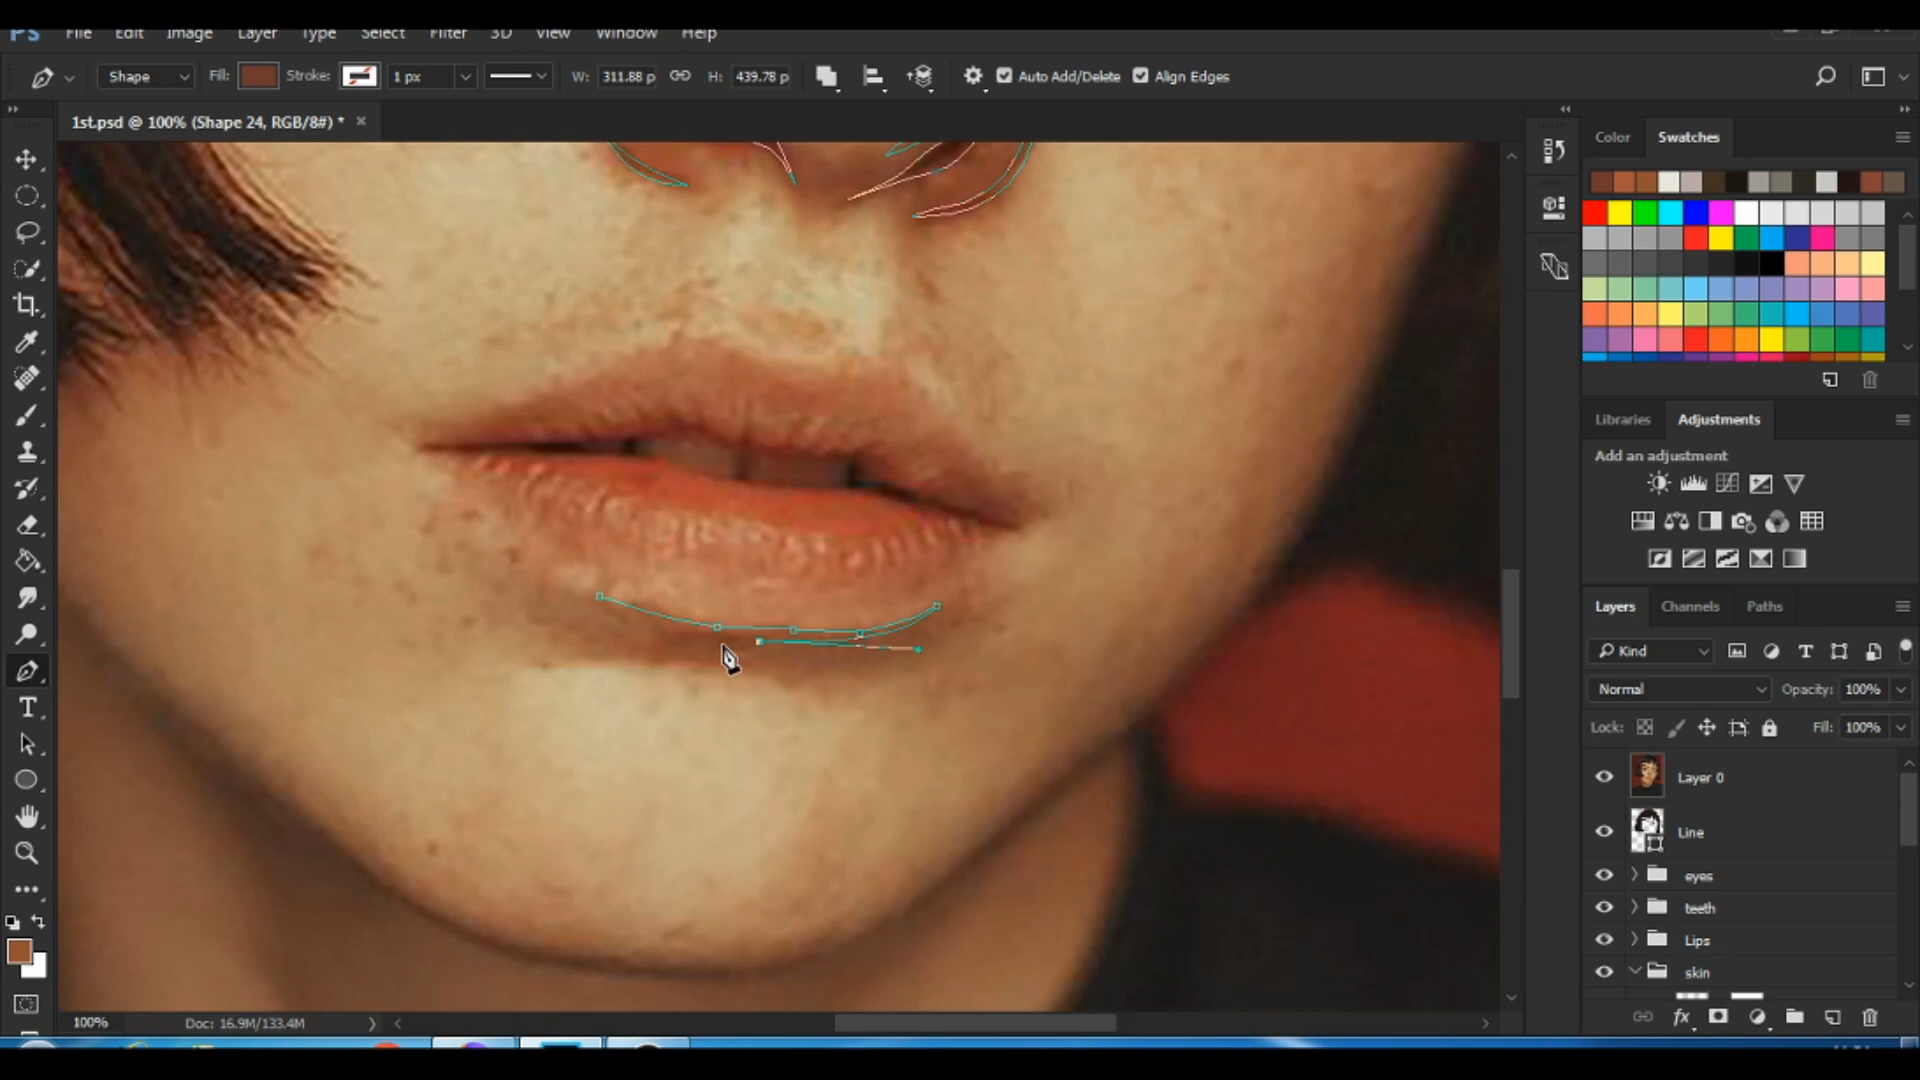 Ps File Edit Image Layer Type Select Filter 3D View Window Help
Shape Fill: Stroke: 1 px W: 311.88 p H: 439.78 p Auto Add/Delete Align Edges
1st.psd @ 100% (Shape 24, RGB/8#) *
Color Swatches
Libraries Adjustments
Add an adjustment
Layers Channels Paths
Kind
Normal Opacity: 100%
Lock: Fill: 100%
Layer 0
Line
eyes
teeth
Lips
skin
fx
100% Doc: 16.9M/133.4M